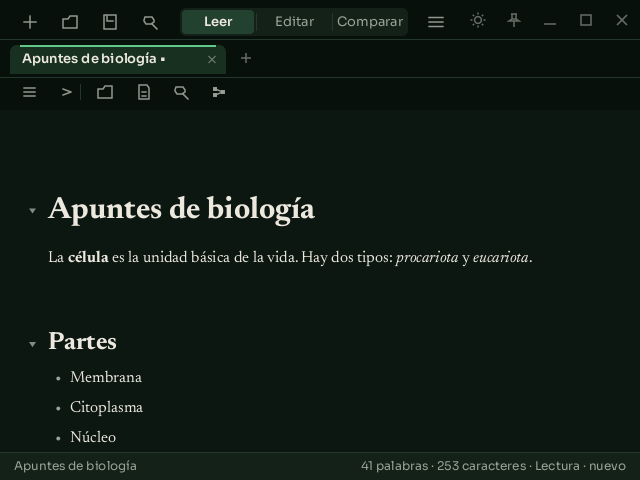 Leer Editar Comparar
Apuntes de biología
Apuntes de biología
La célula es la unidad básica de la vida. Hay dos tipos: procariota y eucariota.
Partes
Membrana
Citoplasma
Núcleo
Apuntes de biología 41 palabras · 253 caracteres · Lectura · nuevo